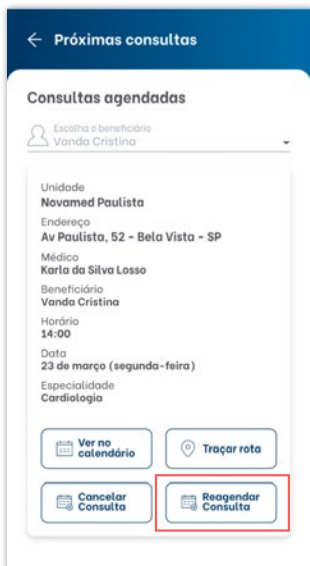 Próximas consultas
Consultas agendadas
Escolha o beneficiário
Vanda Cristina
Unidade
Novamed Paulista
Endereço
Av Paulista, 52 - Bela Vista - SP
Médico
Karla da Silva Losso
Beneficiário
Vanda Cristina
Horário
14:00
Data
23 de março (segunda-feira)
Especialidade
Cardiologia
Ver no
calendário
Traçar rota
Cancelar
Consulta
Reagendar
Consulta